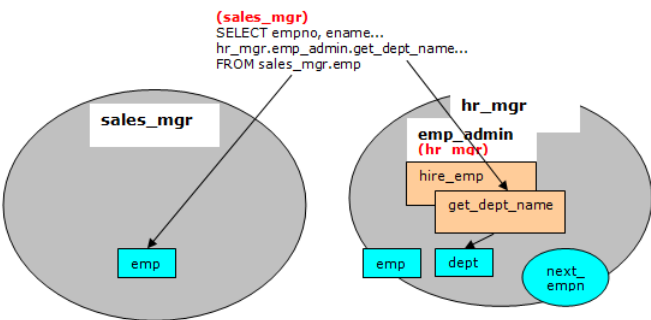 (sales_mgr)
SELECT empno, ename...
hr_mgr.emp_admin.get_dept_name...
FROM sales_mgr.emp
sales_mgr
hr_mgr
emp_admin
(hr_mgr)
hire_emp
get_dept_name
emp
emp
dept
next_
empn